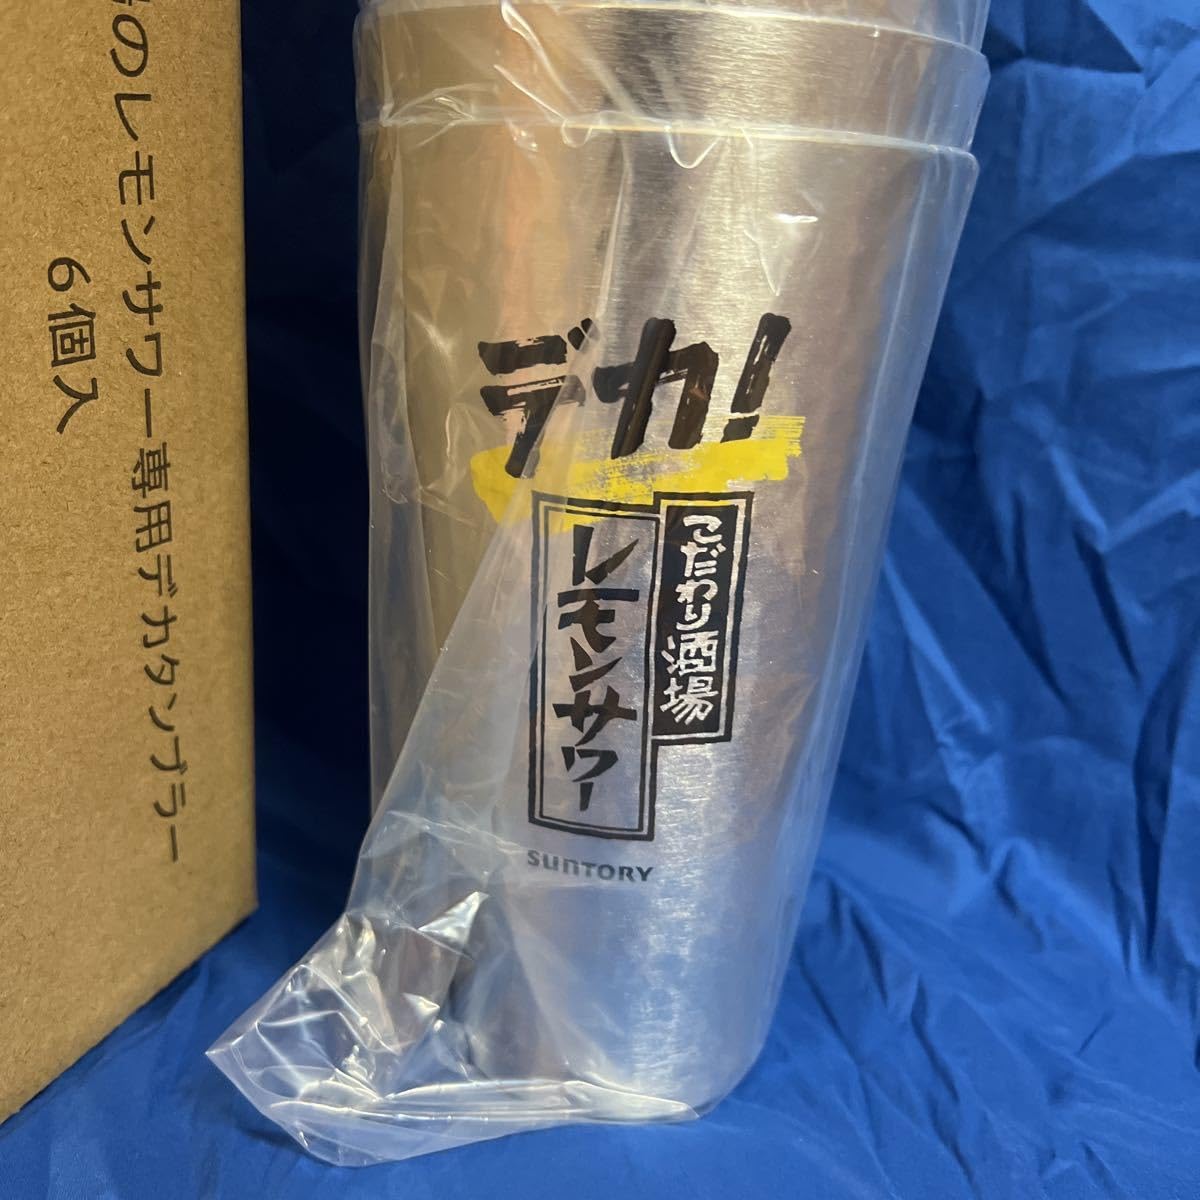 のレモンサワー専用デカタンブラー
6個入
デカ!
こだわり酒場
レモンサワー
SUNTORY